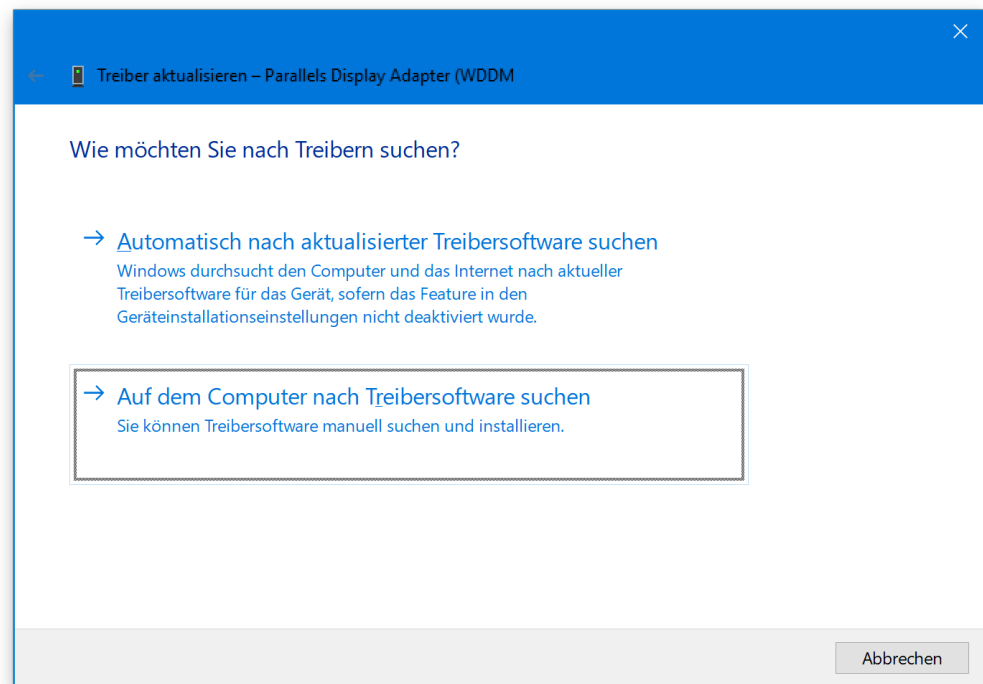 Treiber aktualisieren – Parallels Display Adapter (WDDM
Wie möchten Sie nach Treibern suchen?
Automatisch nach aktualisierter Treibersoftware suchen
Windows durchsucht den Computer und das Internet nach aktueller
Treibersoftware für das Gerät, sofern das Feature in den
Geräteinstallationseinstellungen nicht deaktiviert wurde.
Auf dem Computer nach Treibersoftware suchen
Sie können Treibersoftware manuell suchen und installieren.
Abbrechen